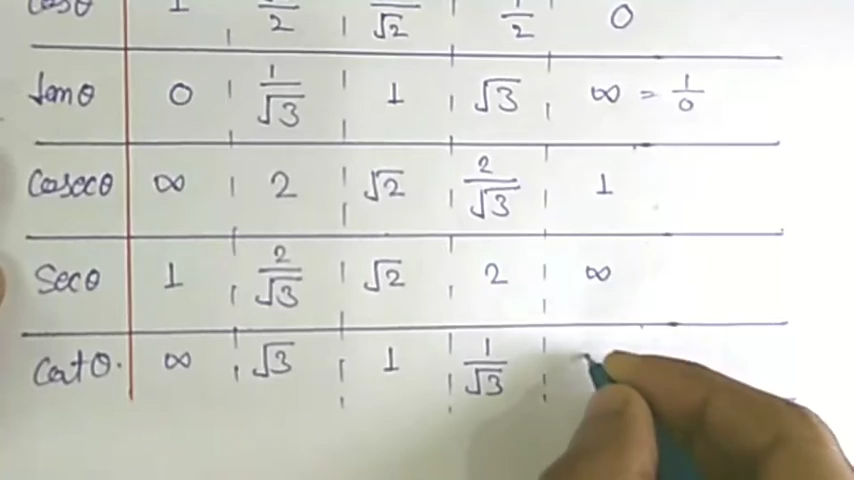 cosθ 1 √3/2 1/√2 1/2 0
tanθ 0 1/√3 1 √3 ∞ = 1/0
Cosecθ ∞ 2 √2 2/√3 1
Secθ 1 2/√3 √2 2 ∞
Catθ. ∞ √3 1 1/√3